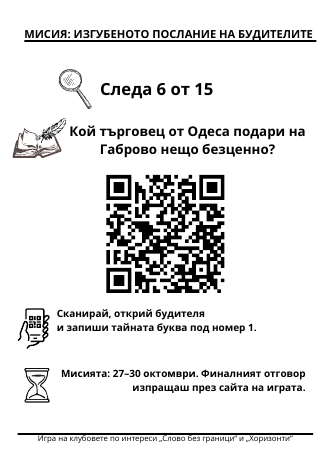 МИСИЯ: ИЗГУБЕНОТО ПОСЛАНИЕ НА БУДИТЕЛИТЕ
Следа 6 от 15
Кой търговец от Одеса подари на
Габрово нещо безценно?
Сканирай, открий будителя
и запиши тайната буква под номер 1.
Мисията: 27–30 октомври. Финалният отговор
изпращаш през сайта на играта.
Игра на клубовете по интереси „Слово без граници“ и „Хоризонти“